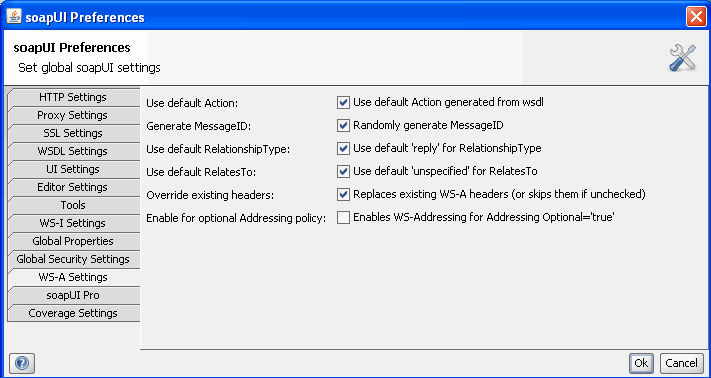 soapUI Preferences
soapUI Preferences
Set global soapUI settings
HTTP Settings
Proxy Settings
SSL Settings
WSDL Settings
UI Settings
Editor Settings
Tools
WS-I Settings
Global Properties
Global Security Settings
WS-A Settings
soapUI Pro
Coverage Settings
Use default Action: Use default Action generated from wsdl
Generate MessageID: Randomly generate MessageID
Use default RelationshipType: Use default 'reply' for RelationshipType
Use default RelatesTo: Use default 'unspecified' for RelatesTo
Override existing headers: Replaces existing WS-A headers (or skips them if unchecked)
Enable for optional Addressing policy: Enables WS-Addressing for Addressing Optional='true'
? Ok Cancel